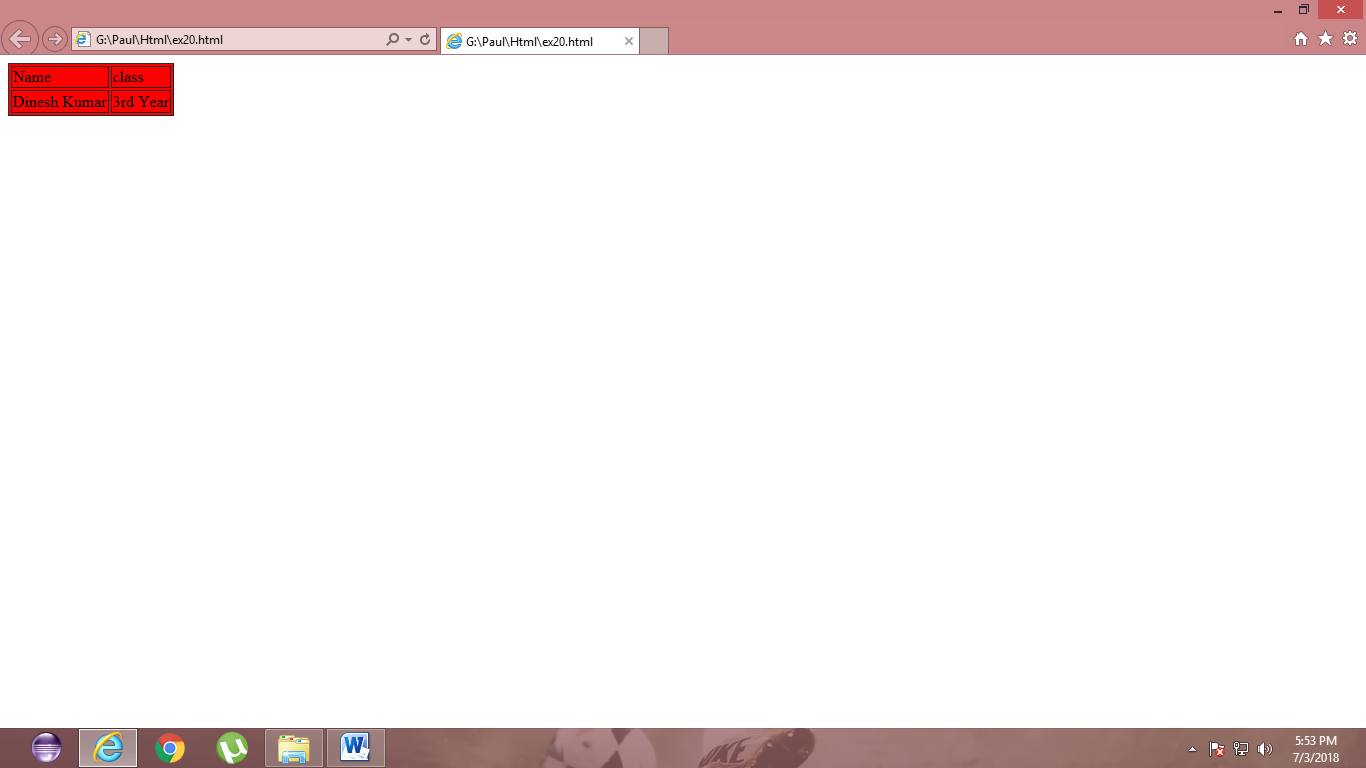 G:\Paul\Html\ex20.html
G:\Paul\Html\ex20.html
Name class
Dinesh Kumar 3rd Year
5:53 PM
7/3/2018